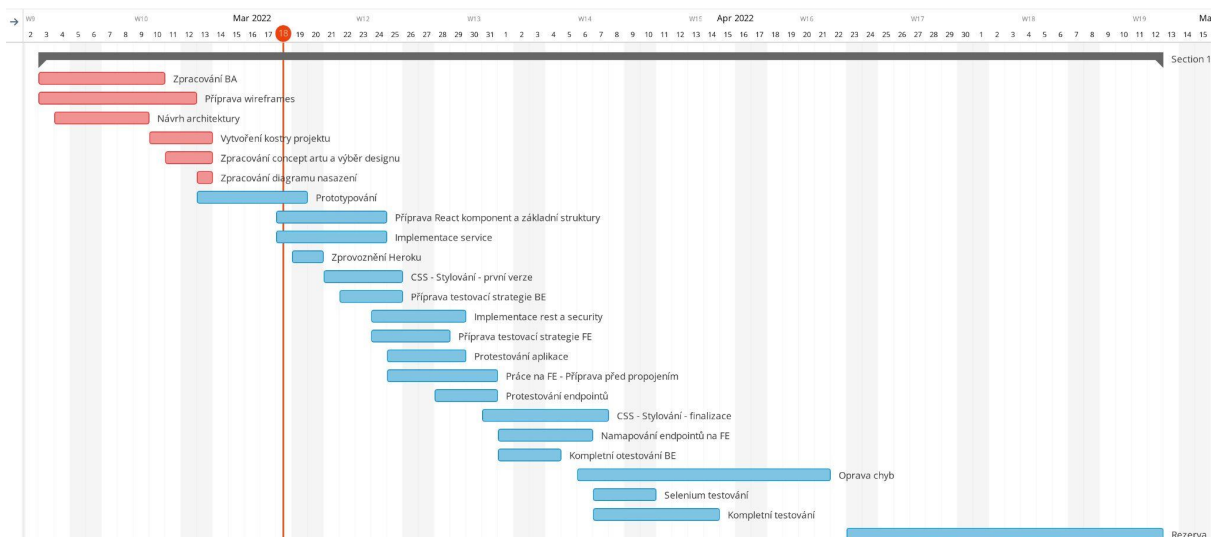 → W9 W10 Mar 2022 W12 W13 W14 W15 Apr 2022 W16 W17 W18 W19 Ma
2 3 4 5 6 7 8 9 10 11 12 13 14 15 16 17 18 19 20 21 22 23 24 25 26 27 28 29 30 31 1 2 3 4 5 6 7 8 9 10 11 12 13 14 15 16 17 18 19 20 21 22 23 24 25 26 27 28 29 30 1 2 3 4 5 6 7 8 9 10 11 12 13 14 15
Section 1
Zpracování BA
Příprava wireframes
Návrh architektury
Vytvoření kostry projektu
Zpracování concept artu a výběr designu
Zpracování diagramu nasazení
Prototypování
Příprava React komponent a základní struktury
Implementace service
Zprovoznění Heroku
CSS - Stylování - první verze
Příprava testovací strategie BE
Implementace rest a security
Příprava testovací strategie FE
Protestování aplikace
Práce na FE - Příprava před propojením
Protestování endpointů
CSS - Stylování - finalizace
Namapování endpointů na FE
Kompletní otestování BE
Oprava chyb
Selenium testování
Kompletní testování
Rezerva